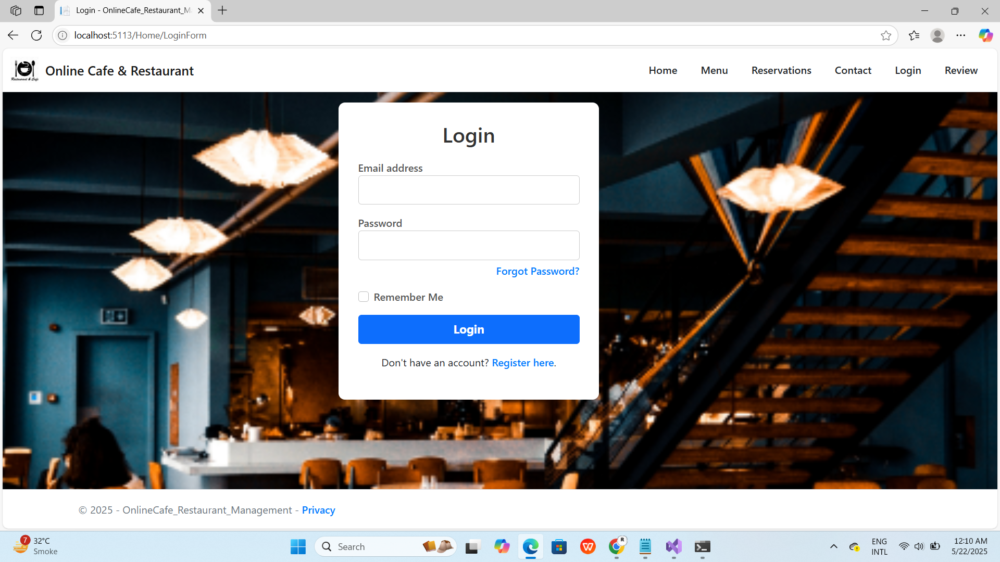 Login - OnlineCafe_Restaurant_M
localhost:5113/Home/LoginForm
Restaurant & Cafe
Online Cafe & Restaurant
Home
Menu
Reservations
Contact
Login
Review
Login
Email address
Password
Forgot Password?
Remember Me
Login
Don't have an account? Register here.
© 2025 - OnlineCafe_Restaurant_Management - Privacy
7
32°C
Smoke
Search
R
ENG
INTL
12:10 AM
5/22/2025